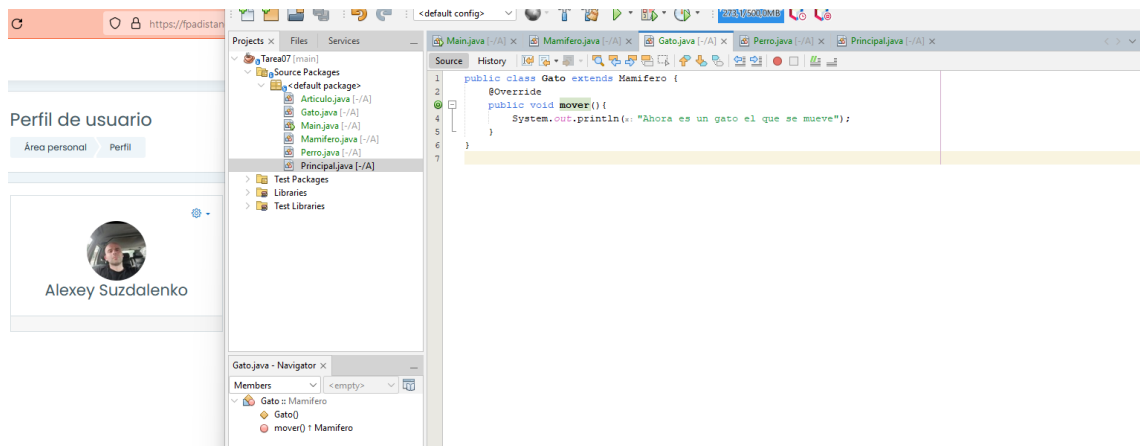 https://fpadistan
Perfil de usuario
Área personal Perfil
Alexey Suzdalenko
<default config>
Projects Files Services
Tarea07 [main]
Source Packages
<default package>
Articulo.java [-/A]
Gato.java [-/A]
Main.java [-/A]
Mamifero.java [-/A]
Perro.java [-/A]
Principal.java [-/A]
Test Packages
Libraries
Test Libraries
Gato.java - Navigator
Members <empty>
Gato :: Mamifero
Gato()
mover() ↑ Mamifero
Main.java [-/A] Mamifero.java [-/A] Gato.java [-/A] Perro.java [-/A] Principal.java [-/A]
Source History
1 public class Gato extends Mamifero {
2 @Override
public void mover(){
4 System.out.println(x: "Ahora es un gato el que se mueve");
5 }
6 }
7